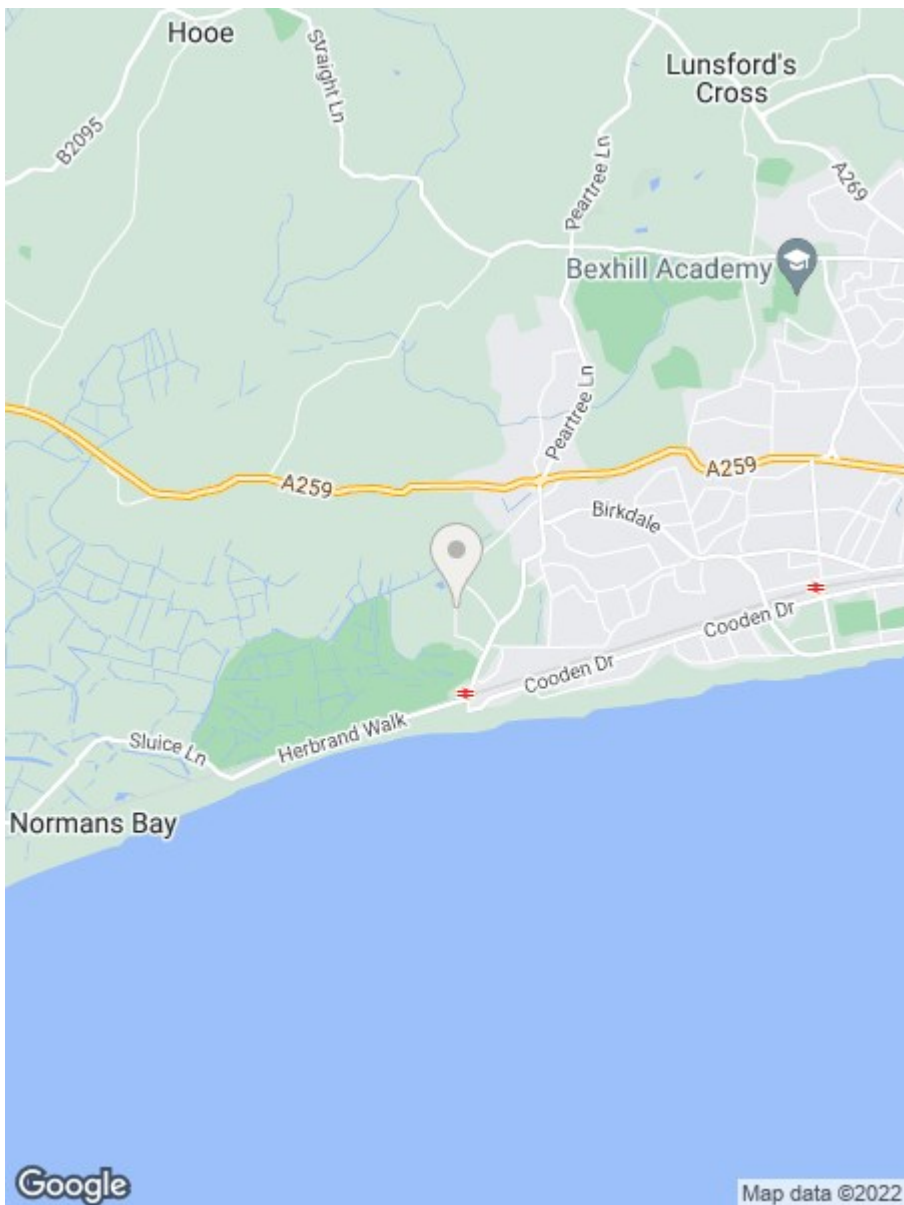 Hooe
Straight Ln
Lunsford's
Cross
B2095
Peartree Ln
A269
Bexhill Academy
Peartree Ln
A259
A259
Birkdale
Cooden Dr
Cooden Dr
Herbrand Walk
Sluice Ln
Normans Bay
Google
Map data ©2022